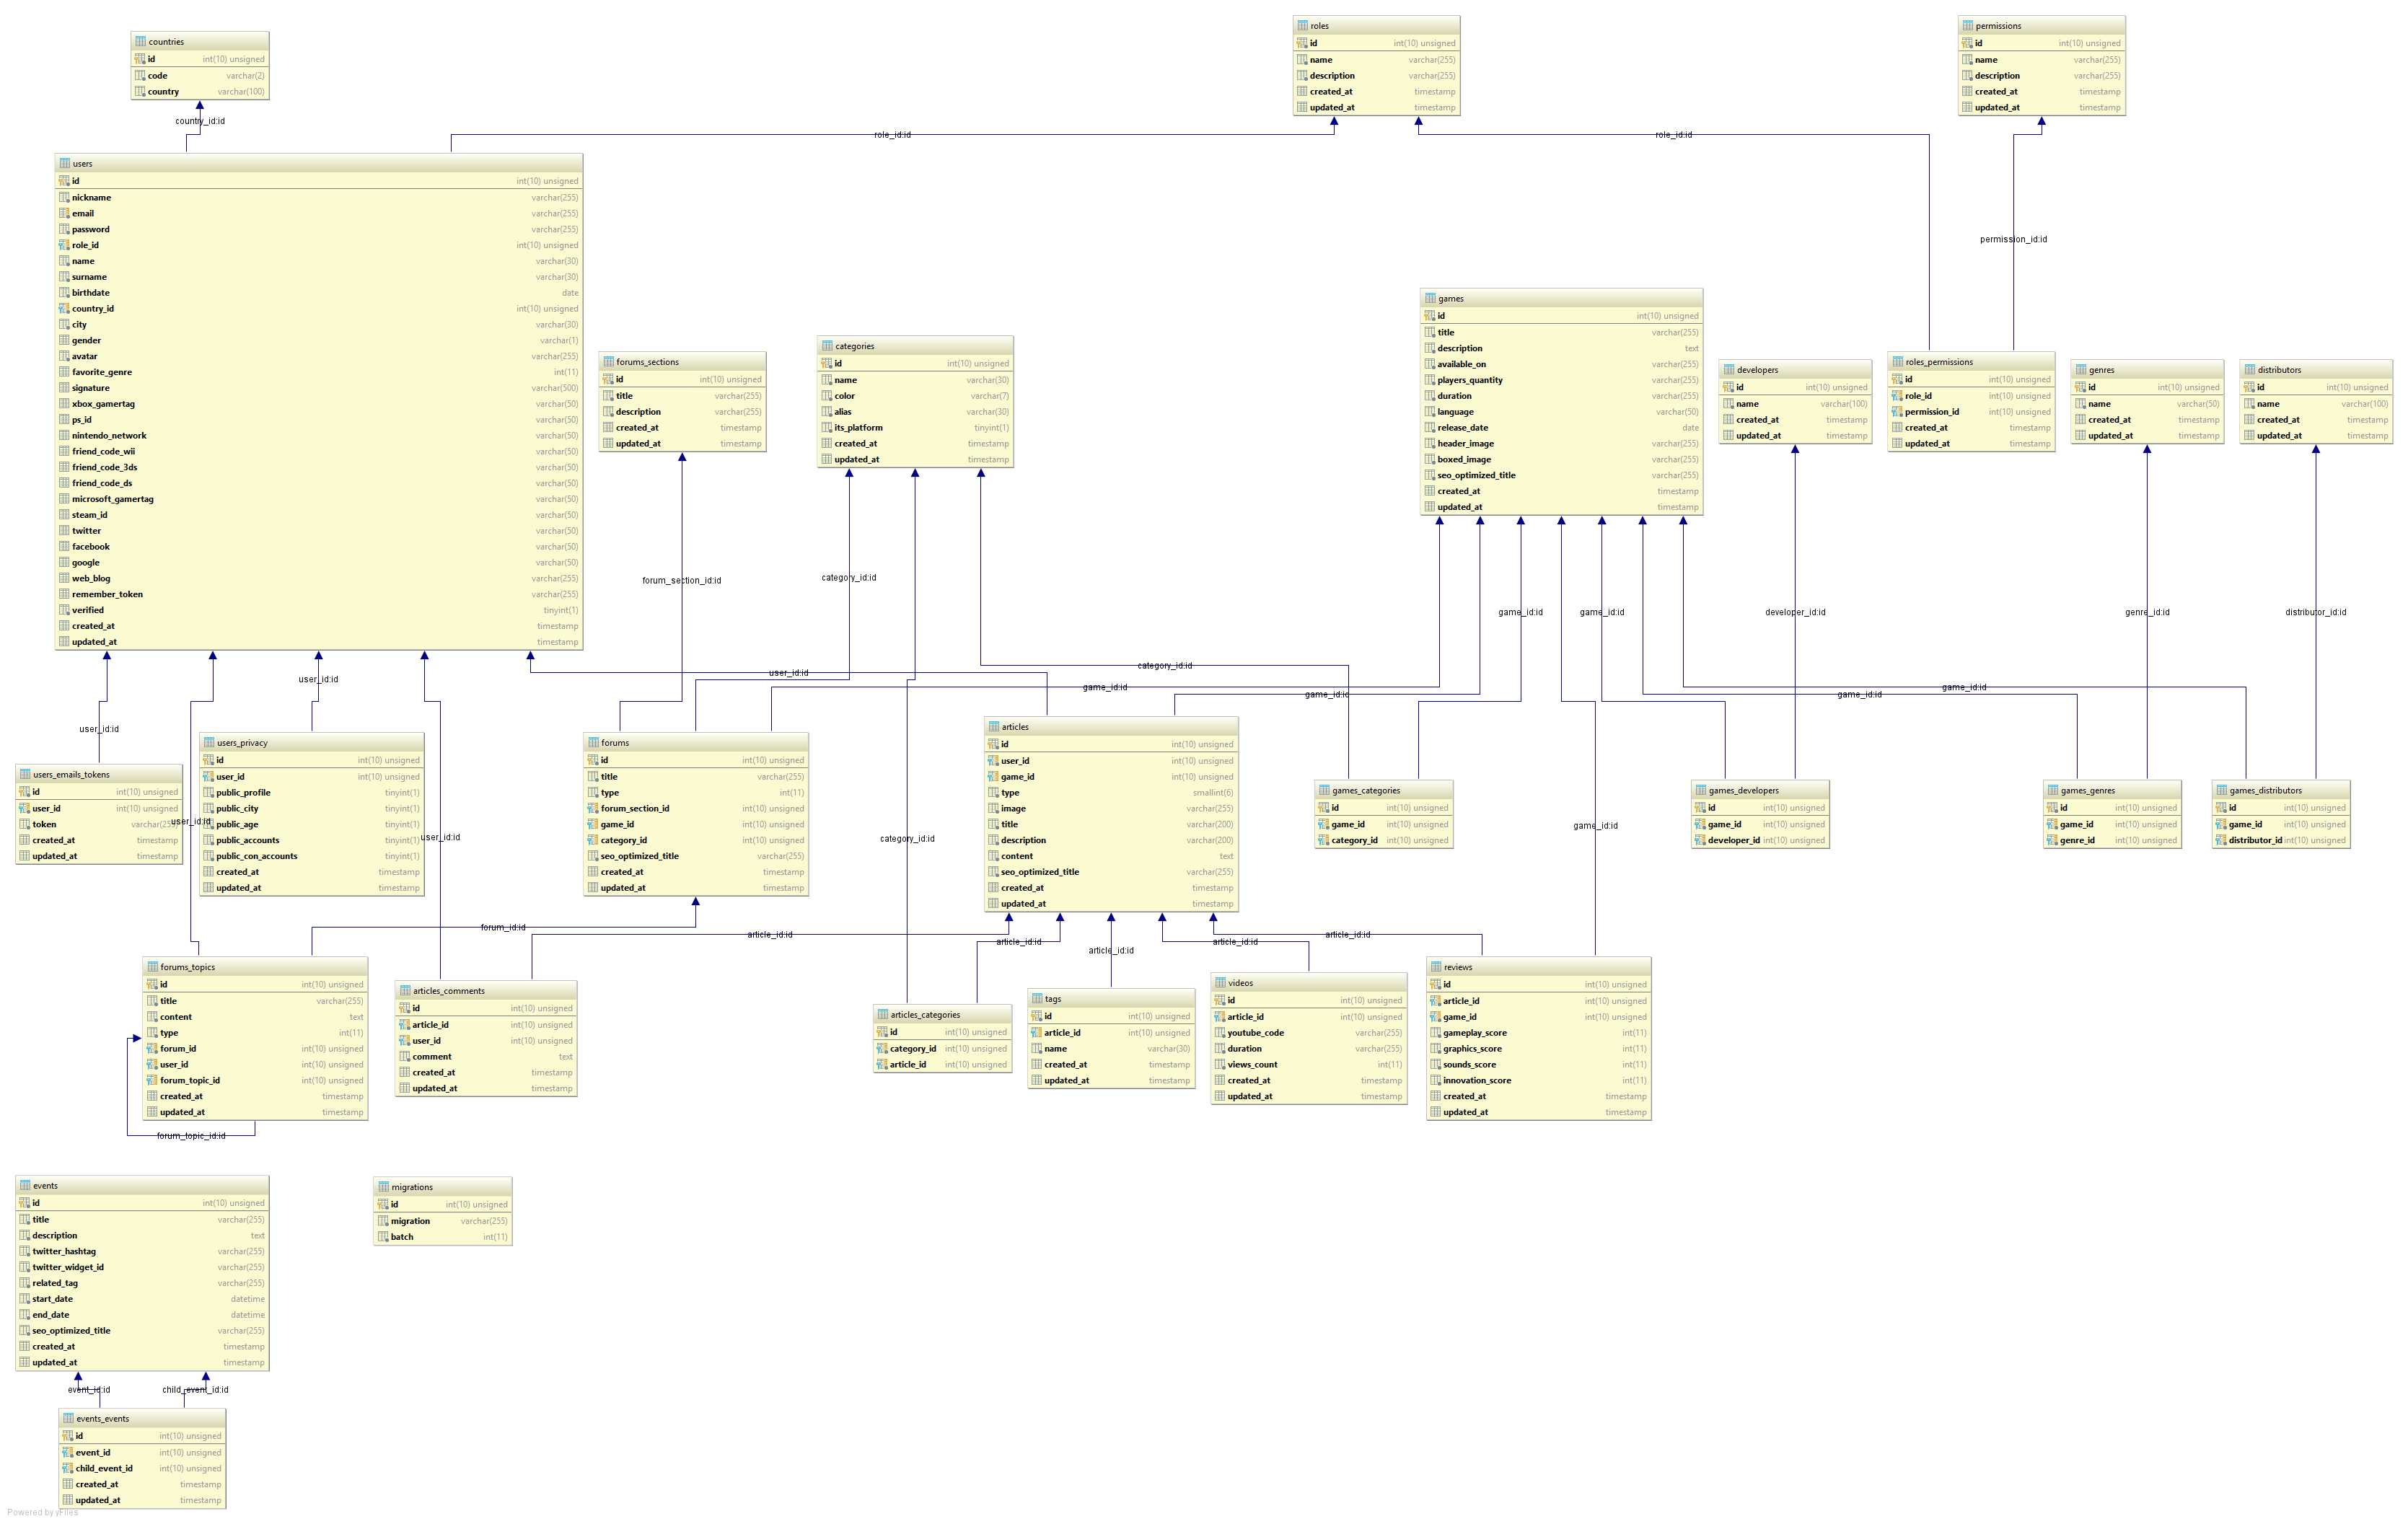 countries
id int(10) unsigned
code varchar(2)
country varchar(100)
roles
id int(10) unsigned
name varchar(255)
description varchar(255)
created_at timestamp
updated_at timestamp
permissions
id int(10) unsigned
name varchar(255)
description varchar(255)
created_at timestamp
updated_at timestamp
country_id:id
role_id:id
role_id:id
permission_id:id
users
id int(10) unsigned
nickname varchar(255)
email varchar(255)
password varchar(255)
role_id int(10) unsigned
name varchar(30)
surname varchar(30)
birthdate date
country_id int(10) unsigned
city varchar(30)
gender varchar(1)
avatar varchar(255)
favorite_genre int(11)
signature varchar(500)
xbox_gamertag varchar(50)
ps_id varchar(50)
nintendo_network varchar(50)
friend_code_wii varchar(50)
friend_code_3ds varchar(50)
friend_code_ds varchar(50)
microsoft_gamertag varchar(50)
steam_id varchar(50)
twitter varchar(50)
facebook varchar(50)
google varchar(50)
web_blog varchar(255)
remember_token varchar(255)
verified tinyint(1)
created_at timestamp
updated_at timestamp
forums_sections
id int(10) unsigned
title varchar(255)
description varchar(255)
created_at timestamp
updated_at timestamp
categories
id int(10) unsigned
name varchar(30)
color varchar(7)
alias varchar(30)
its_platform tinyint(1)
created_at timestamp
updated_at timestamp
games
id int(10) unsigned
title varchar(255)
description text
available_on varchar(255)
players_quantity varchar(255)
duration varchar(255)
language varchar(50)
release_date date
header_image varchar(255)
boxed_image varchar(255)
seo_optimized_title varchar(255)
created_at timestamp
updated_at timestamp
developers
id int(10) unsigned
name varchar(100)
created_at timestamp
updated_at timestamp
roles_permissions
id int(10) unsigned
role_id int(10) unsigned
permission_id int(10) unsigned
created_at timestamp
updated_at timestamp
genres
id int(10) unsigned
name varchar(50)
created_at timestamp
updated_at timestamp
distributors
id int(10) unsigned
name varchar(100)
created_at timestamp
updated_at timestamp
forum_section_id:id
category_id:id
game_id:id
game_id:id
developer_id:id
genre_id:id
distributor_id:id
user_id:id
user_id:id
category_id:id
game_id:id
game_id:id
game_id:id
game_id:id
user_id:id
users_emails_tokens
id int(10) unsigned
user_id int(10) unsigned
token varchar(255)
created_at timestamp
updated_at timestamp
users_privacy
id int(10) unsigned
user_id int(10) unsigned
public_profile tinyint(1)
public_city tinyint(1)
public_age tinyint(1)
public_accounts tinyint(1)
public_con_accounts tinyint(1)
created_at timestamp
updated_at timestamp
user_id:id
user_id:id
forums
id int(10) unsigned
title varchar(255)
type int(11)
forum_section_id int(10) unsigned
game_id int(10) unsigned
category_id int(10) unsigned
seo_optimized_title varchar(255)
created_at timestamp
updated_at timestamp
category_id:id
articles
id int(10) unsigned
user_id int(10) unsigned
game_id int(10) unsigned
type smallint(6)
image varchar(255)
title varchar(200)
description varchar(200)
content text
seo_optimized_title varchar(255)
created_at timestamp
updated_at timestamp
games_categories
id int(10) unsigned
game_id int(10) unsigned
category_id int(10) unsigned
game_id:id
games_developers
id int(10) unsigned
game_id int(10) unsigned
developer_id int(10) unsigned
games_genres
id int(10) unsigned
game_id int(10) unsigned
genre_id int(10) unsigned
games_distributors
id int(10) unsigned
game_id int(10) unsigned
distributor_id int(10) unsigned
forum_id:id
article_id:id
article_id:id
article_id:id
article_id:id
article_id:id
forums_topics
id int(10) unsigned
title varchar(255)
content text
type int(11)
forum_id int(10) unsigned
user_id int(10) unsigned
forum_topic_id int(10) unsigned
created_at timestamp
updated_at timestamp
forum_topic_id:id
articles_comments
id int(10) unsigned
article_id int(10) unsigned
user_id int(10) unsigned
comment text
created_at timestamp
updated_at timestamp
articles_categories
id int(10) unsigned
category_id int(10) unsigned
article_id int(10) unsigned
tags
id int(10) unsigned
article_id int(10) unsigned
name varchar(30)
created_at timestamp
updated_at timestamp
videos
id int(10) unsigned
article_id int(10) unsigned
youtube_code varchar(255)
duration varchar(255)
views_count int(11)
created_at timestamp
updated_at timestamp
reviews
id int(10) unsigned
article_id int(10) unsigned
game_id int(10) unsigned
gameplay_score int(11)
graphics_score int(11)
sounds_score int(11)
innovation_score int(11)
created_at timestamp
updated_at timestamp
events
id int(10) unsigned
title varchar(255)
description text
twitter_hashtag varchar(255)
twitter_widget_id varchar(255)
related_tag varchar(255)
start_date datetime
end_date datetime
seo_optimized_title varchar(255)
created_at timestamp
updated_at timestamp
migrations
id int(10) unsigned
migration varchar(255)
batch int(11)
event_id:id
child_event_id:id
events_events
id int(10) unsigned
event_id int(10) unsigned
child_event_id int(10) unsigned
created_at timestamp
updated_at timestamp
Powered by yFiles